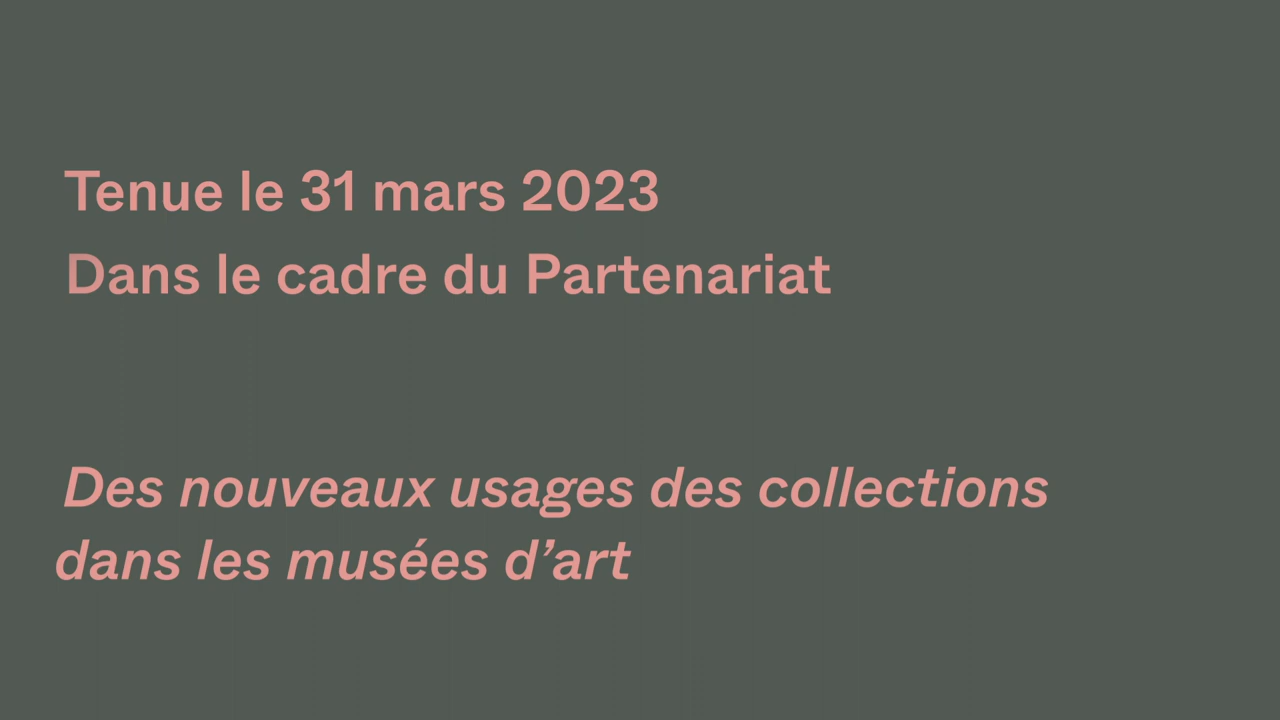 Tenue le 31 mars 2023
Dans le cadre du Partenariat
Des nouveaux usages des collections
dans les musées d’art